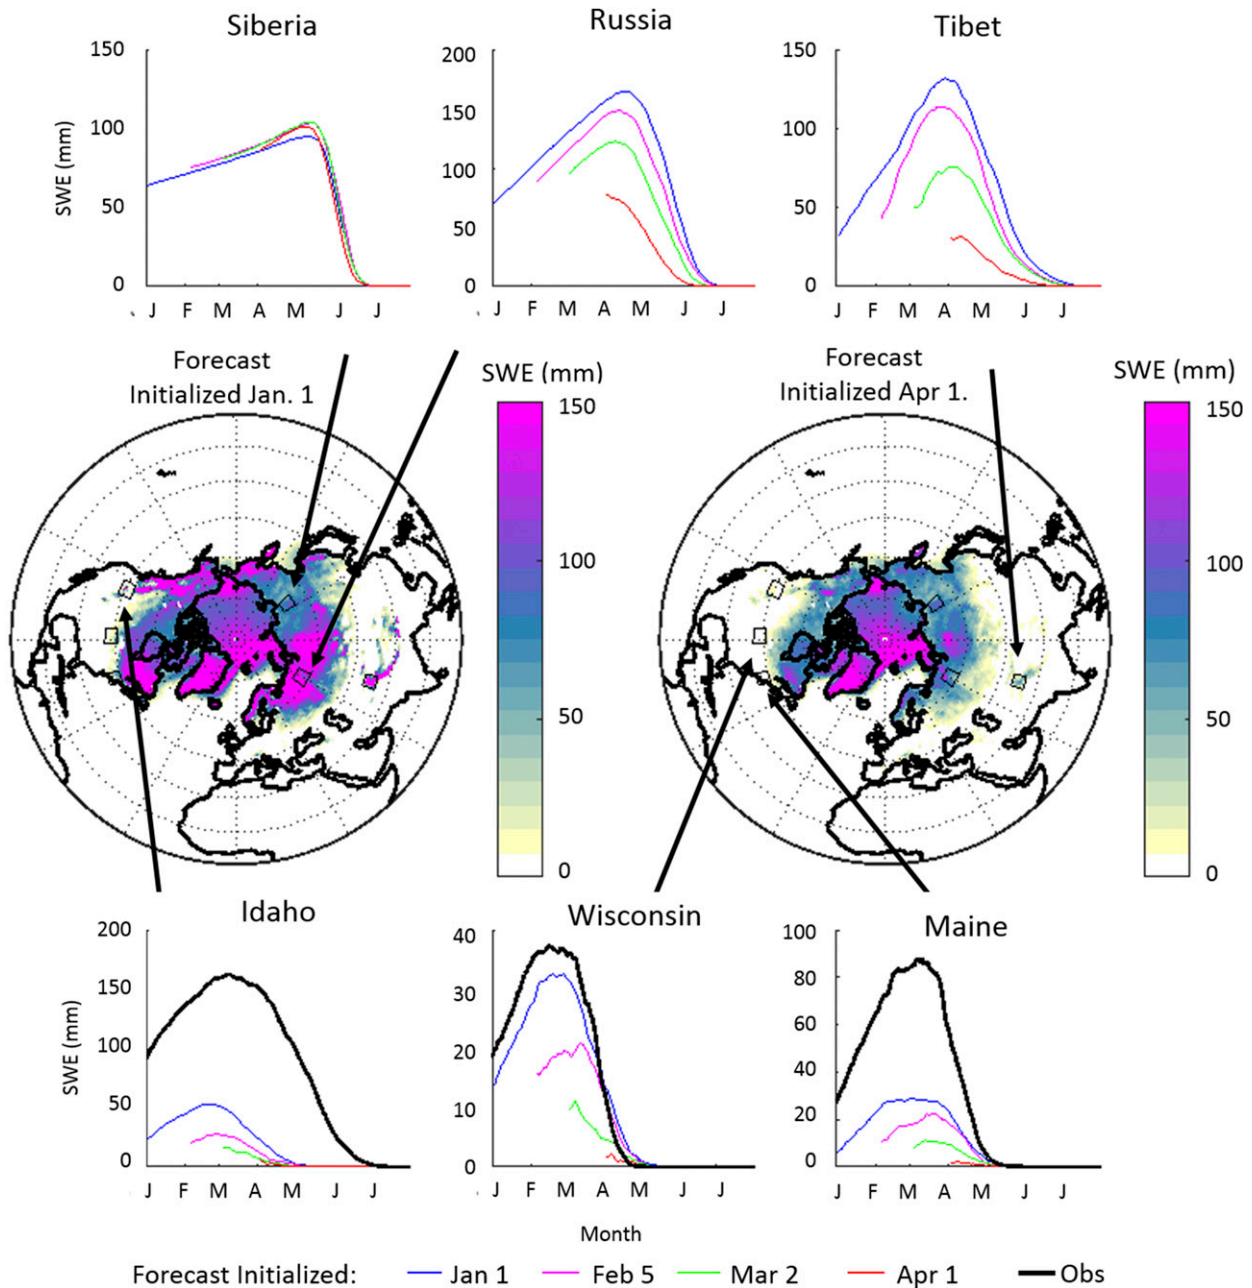 Siberia
Russia
Tibet
150
100
50
0
SWE (mm)
J F M A M J J
200
150
100
50
0
J F M A M J J
150
100
50
0
J F M A M J J
Forecast
Initialized Jan. 1
SWE (mm)
150
100
50
0
Forecast
Initialized Apr 1.
SWE (mm)
150
100
50
0
Idaho
Wisconsin
Maine
200
150
100
50
0
SWE (mm)
J F M A M J J
40
30
20
10
0
J F M A M J J
100
80
60
40
20
0
J F M A M J J
Month
Forecast Initialized: Jan 1 Feb 5 Mar 2 Apr 1 Obs